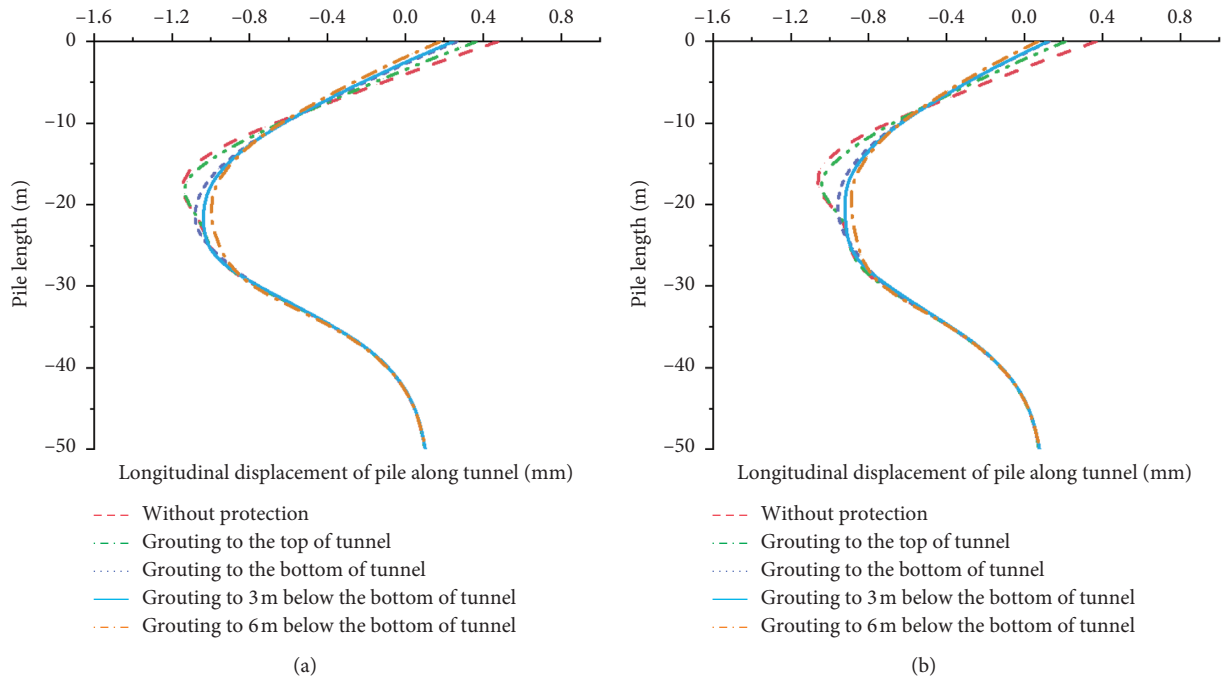 −1.6 −1.2 −0.8 −0.4 0.0 0.4 0.8
0
−10
−20
−30
−40
−50
Pile length (m)
Longitudinal displacement of pile along tunnel (mm)
Without protection
Grouting to the top of tunnel
Grouting to the bottom of tunnel
Grouting to 3 m below the bottom of tunnel
Grouting to 6 m below the bottom of tunnel
(a)
−1.6 −1.2 −0.8 −0.4 0.0 0.4 0.8
0
−10
−20
−30
−40
−50
Pile length (m)
Longitudinal displacement of pile along tunnel (mm)
Without protection
Grouting to the top of tunnel
Grouting to the bottom of tunnel
Grouting to 3 m below the bottom of tunnel
Grouting to 6 m below the bottom of tunnel
(b)